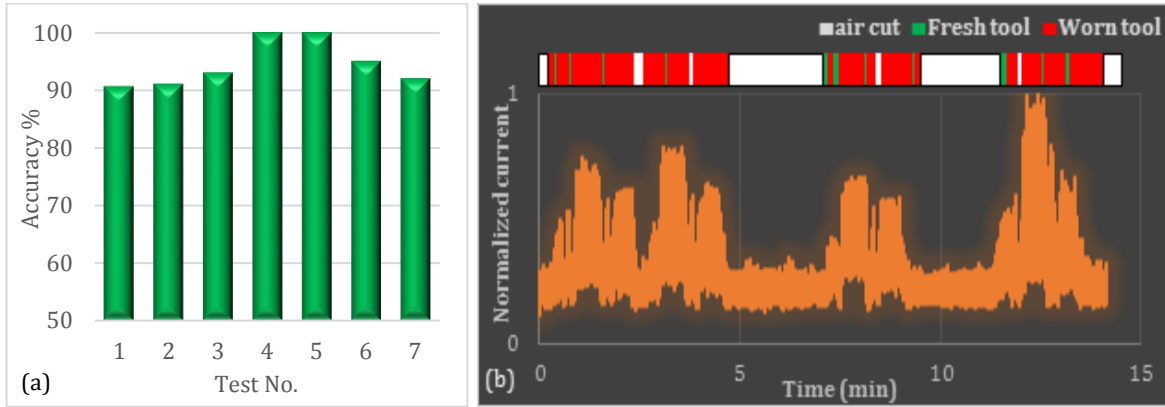 100
90
80
90
60
50
Accuracy %
1 2 3 4 5 6 7
Test No.
(a)
air cut Fresh tool Worn tool
1
Normalized current
0
0 5 10 15
Time (min)
(b)